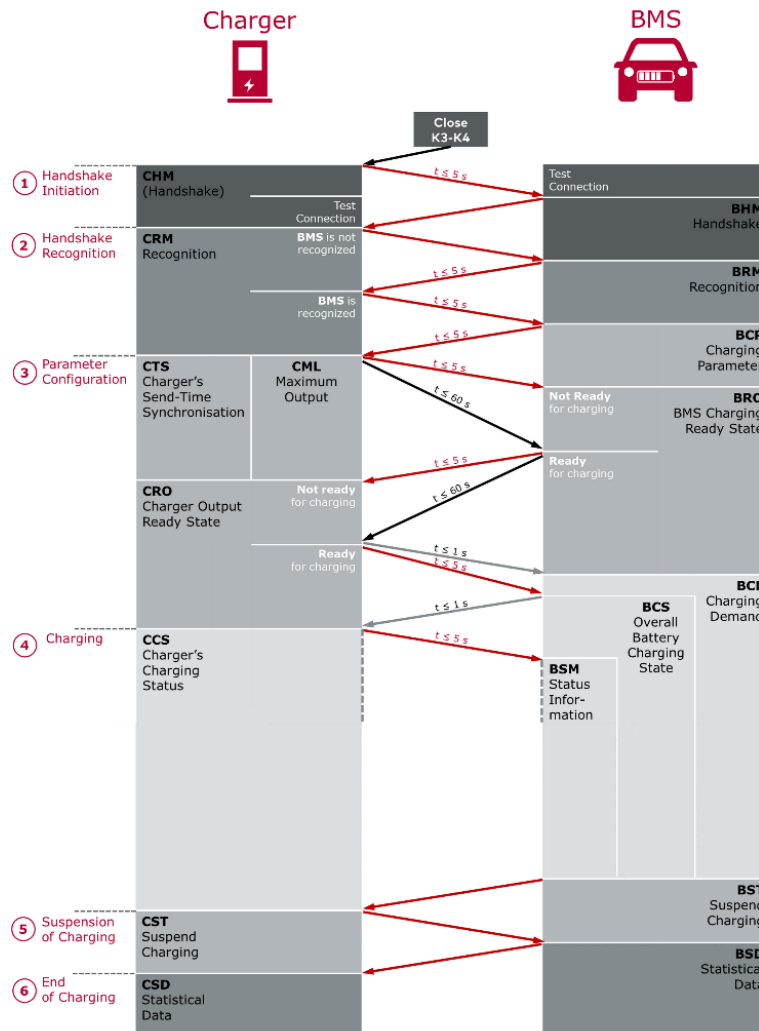 Charger
BMS
Close
K3-K4
1
Handshake
Initiation
CHM
(Handshake)
Test
Connection
t ≤ 5 s
Test
Connection
BHM
Handshake
2
Handshake
Recognition
CRM
Recognition
BMS is not
recognized
BMS is
recognized
t ≤ 5 s
t ≤ 5 s
BRM
Recognition
t ≤ 5 s
BCP
Charging
Parameter
3
Parameter
Configuration
CTS
Charger's
Send-Time
Synchronisation
CML
Maximum
Output
t ≤ 5 s
t ≤ 60 s
Not Ready
for charging
BRO
BMS Charging
Ready State
Ready
for charging
t ≤ 5 s
t ≤ 60 s
CRO
Charger Output
Ready State
Not ready
for charging
Ready
for charging
t ≤ 1 s
t ≤ 5 s
t ≤ 1 s
BCL
Charging
Demand
BCS
Overall
Battery
Charging
State
4
Charging
CCS
Charger's
Charging
Status
t ≤ 5 s
BSM
Status
Infor-
mation
BST
Suspend
Charging
5
Suspension
of Charging
CST
Suspend
Charging
BSD
Statistical
Data
6
End
of Charging
CSD
Statistical
Data